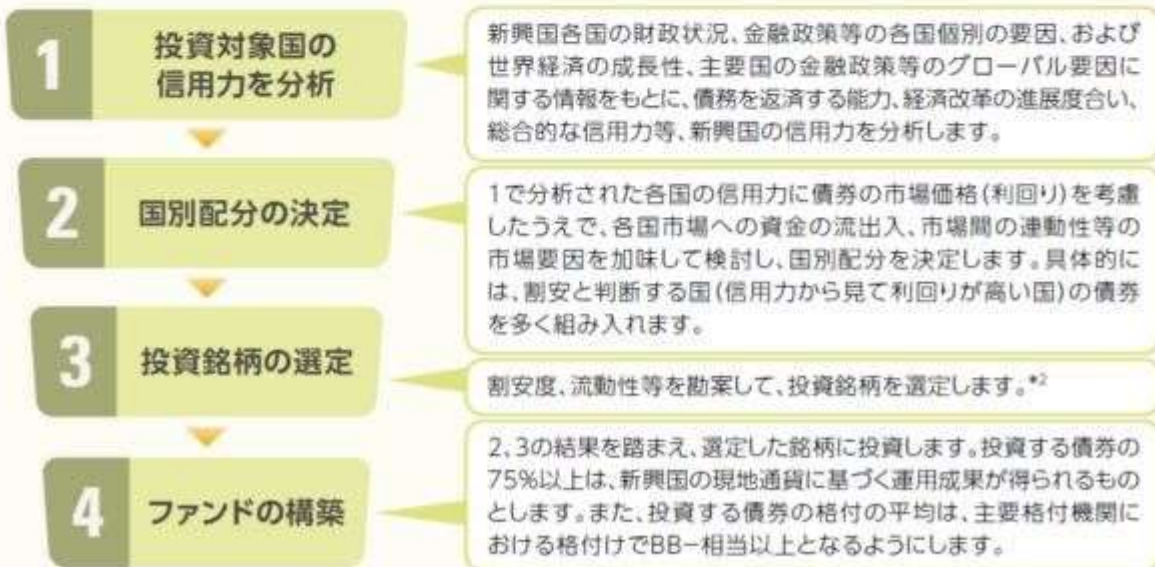 1
投資対象国の
信用力を分析
新興国各国の財政状況、金融政策等の各国個別の要因、および
世界経済の成長性、主要国の金融政策等のグローバル要因に
関する情報をもとに、債務を返済する能力、経済改革の進展度合い、
総合的な信用力等、新興国の信用力を分析します。
2
国別配分の決定
1で分析された各国の信用力に債券の市場価格(利回り)を考慮
したうえで、各国市場への資金の流出入、市場間の連動性等の
市場要因を加味して検討し、国別配分を決定します。具体的に
は、割安と判断する国(信用力から見て利回りが高い国)の債券
を多く組み入れます。
3
投資銘柄の選定
割安度、流動性等を勘案して、投資銘柄を選定します。*2
4
ファンドの構築
2、3の結果を踏まえ、選定した銘柄に投資します。投資する債券の
75%以上は、新興国の現地通貨に基づく運用成果が得られるもの
とします。また、投資する債券の格付の平均は、主要格付機関に
おける格付けでBB-相当以上となるようにします。